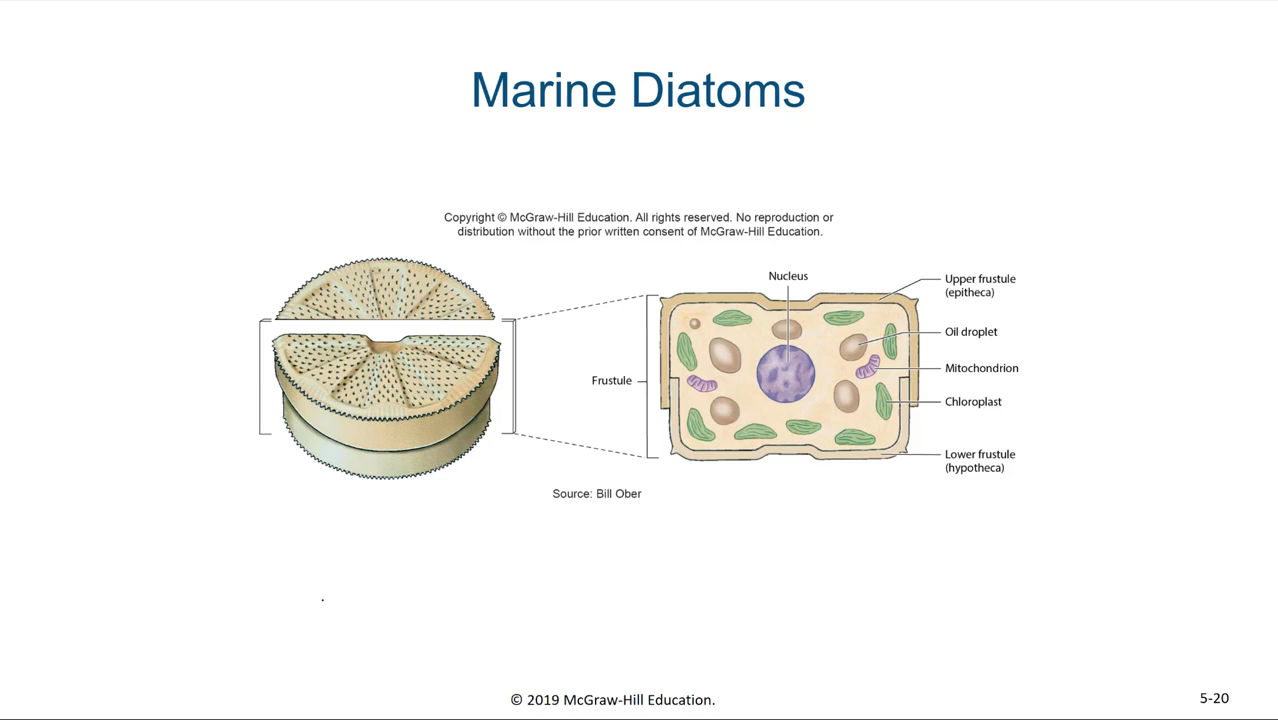 Marine Diatoms
Copyright © McGraw-Hill Education. All rights reserved. No reproduction or
distribution without the prior written consent of McGraw-Hill Education.
Nucleus
Upper frustule
(epitheca)
Oil droplet
Mitochondrion
Frustule
Chloroplast
Lower frustule
(hypotheca)
Source: Bill Ober
© 2019 McGraw-Hill Education.
5-20